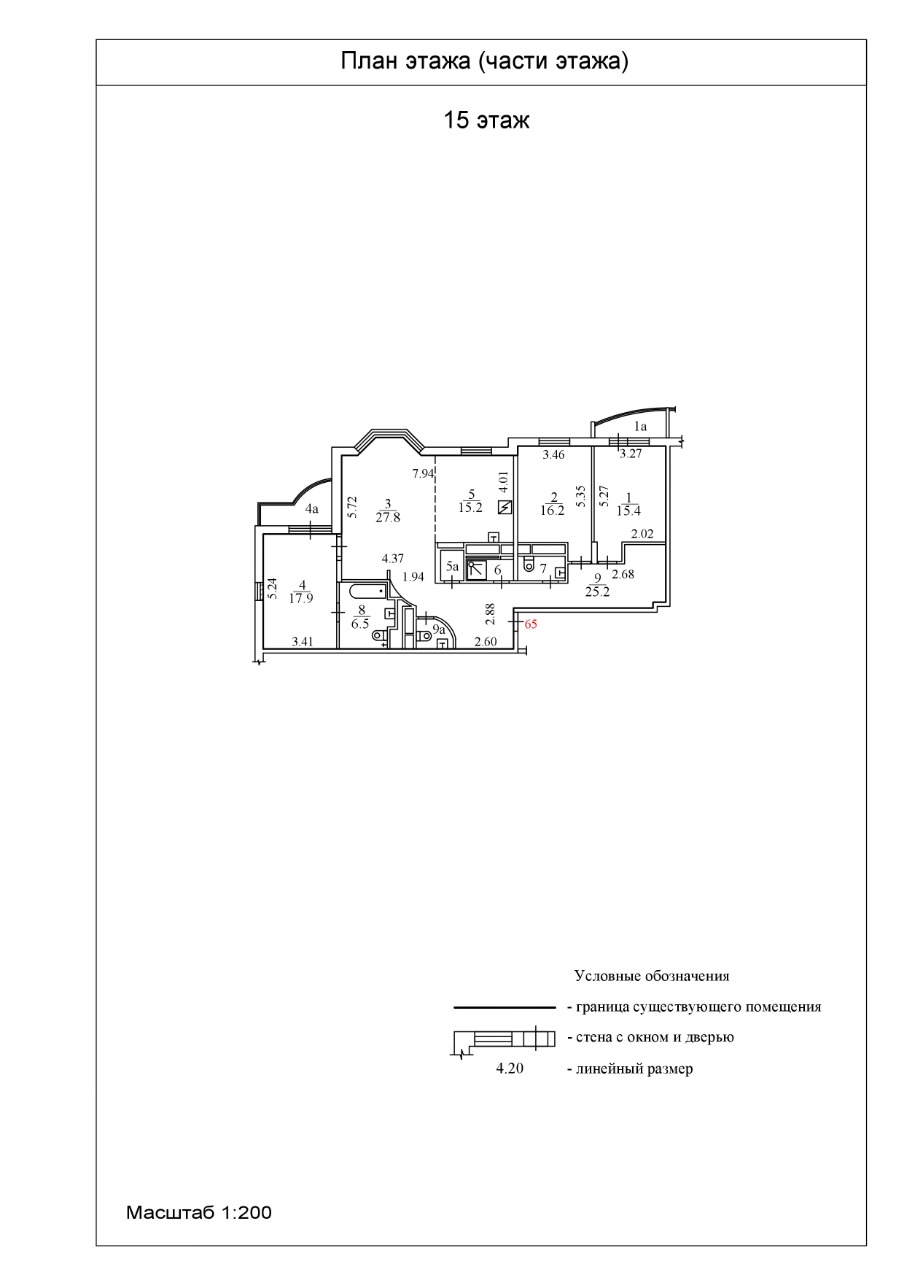 План этажа (части этажа)
15 этаж
1а
3.46
3.27
7.94
5.72
3
27.8
5
15.2
4.01
2
16.2
5.35
5.27
1
15.4
4а
2.02
4.37
1.94
5а
6
7
9
25.2
2.68
5.24
4
17.9
8
6.5
9а
2.88
65
3.41
2.60
Условные обозначения
- граница существующего помещения
- стена с окном и дверью
4.20 - линейный размер
Масштаб 1:200